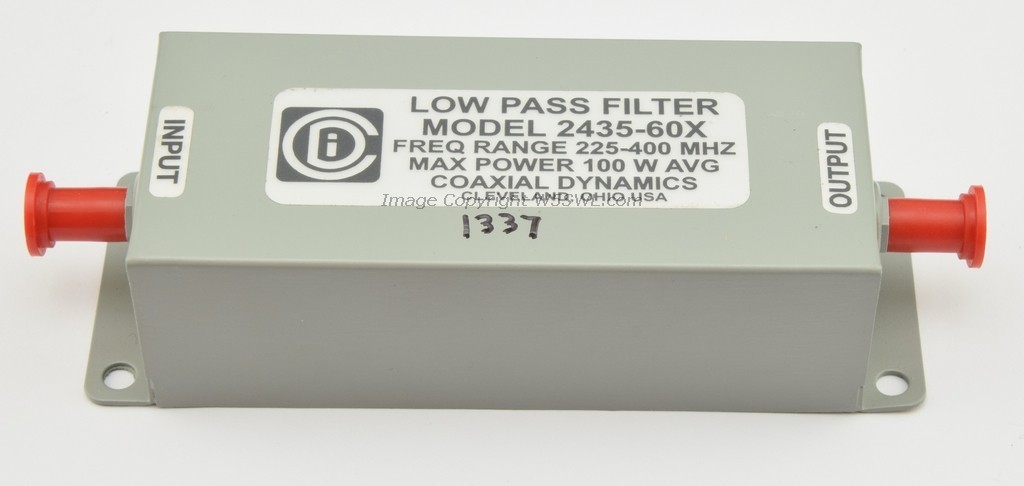 INPUT
LOW PASS FILTER
MODEL 2435-60X
FREQ RANGE 225-400 MHZ
MAX POWER 100 W AVG
COAXIAL DYNAMICS
CLEVELAND, OHIO, USA
Image Copyright W5SWL.com
1337
OUTPUT
CDi